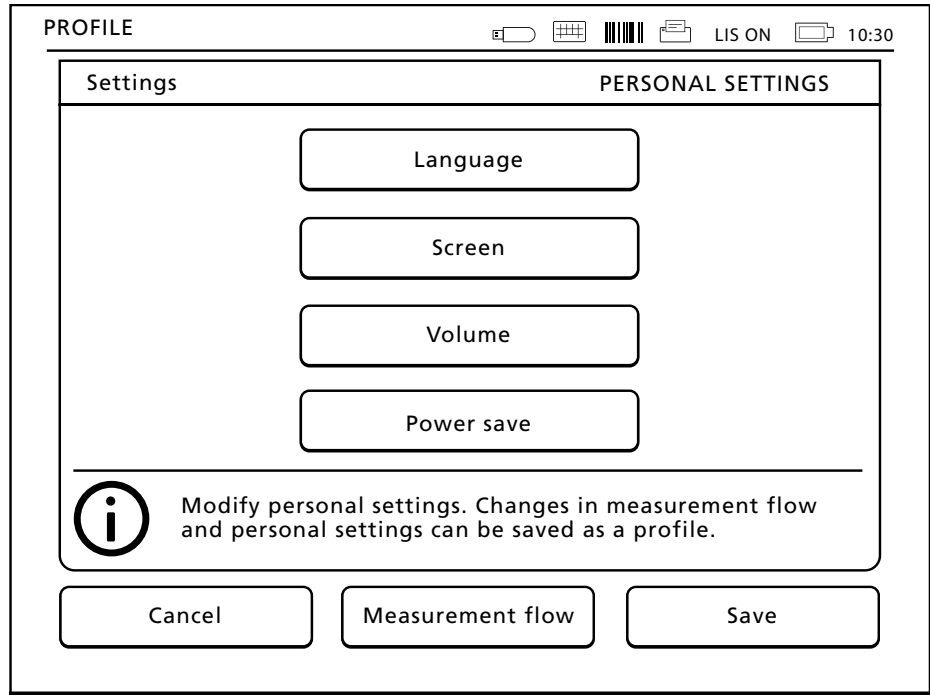 PROFILE
LIS ON 10:30
Settings PERSONAL SETTINGS
Language
Screen
Volume
Power save
Modify personal settings. Changes in measurement flow
and personal settings can be saved as a profile.
Cancel Measurement flow Save